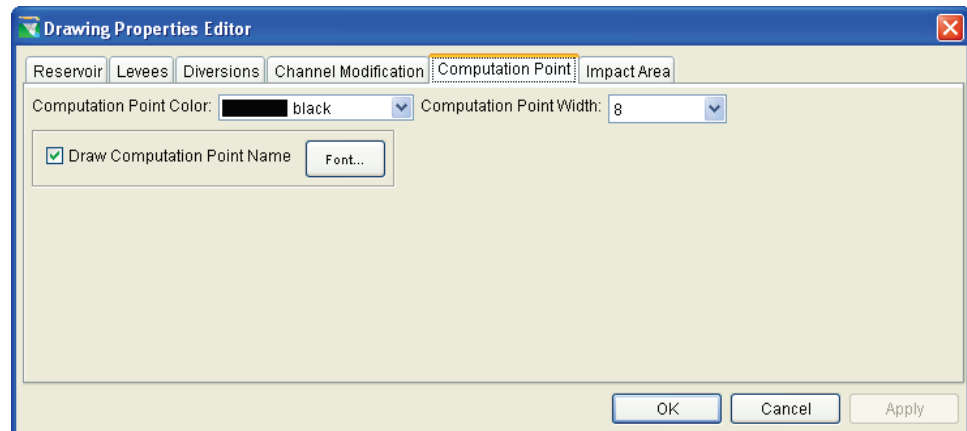 Drawing Properties Editor
Reservoir Levees Diversions Channel Modification Computation Point Impact Area
Computation Point Color: black Computation Point Width: 8
Draw Computation Point Name Font...
OK Cancel Apply